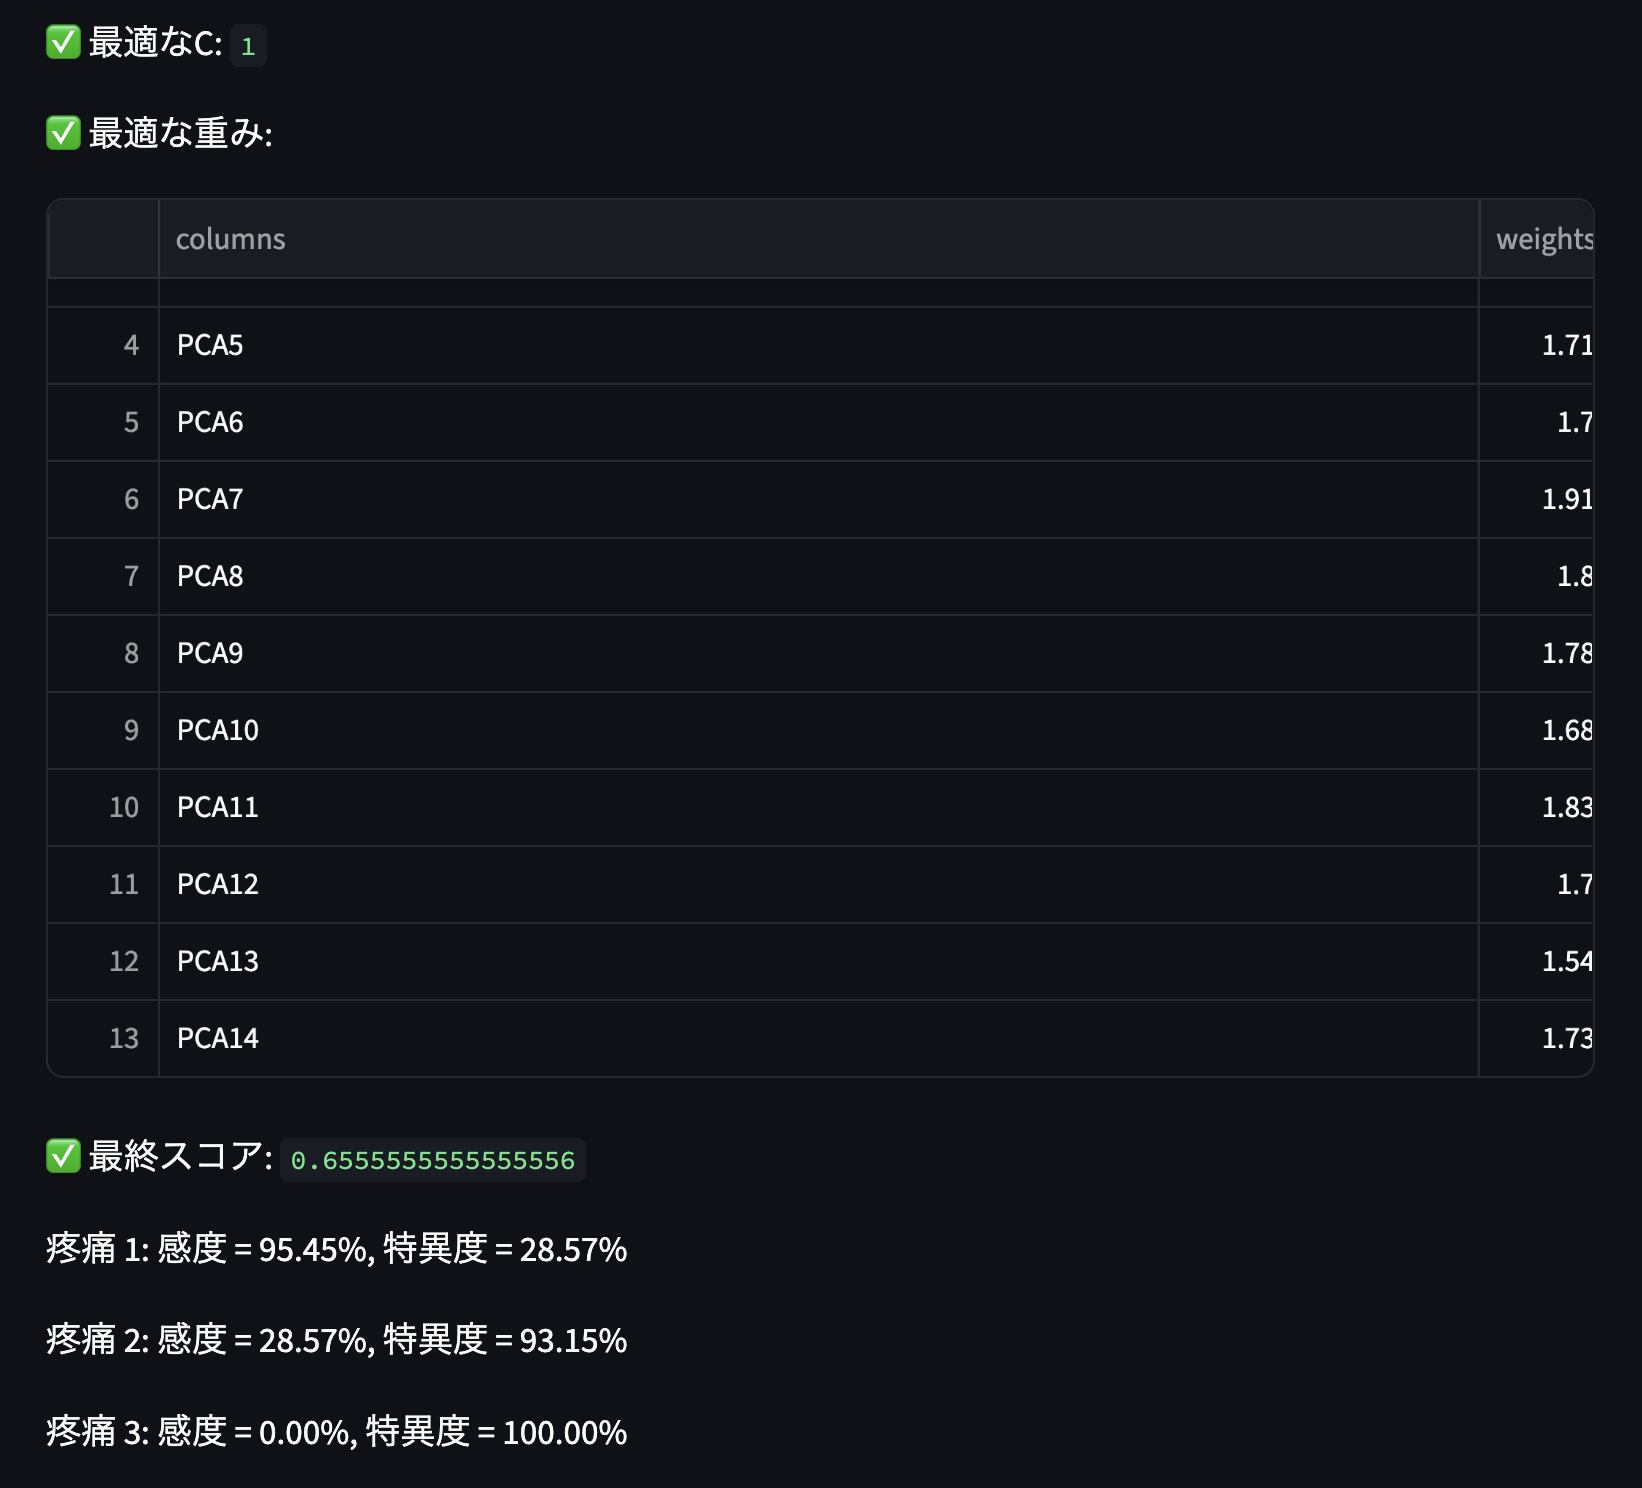 ✅ 最適なC: 1
✅ 最適な重み:
columns weights
4 PCA5 1.71
5 PCA6 1.7
6 PCA7 1.91
7 PCA8 1.8
8 PCA9 1.78
9 PCA10 1.68
10 PCA11 1.83
11 PCA12 1.7
12 PCA13 1.54
13 PCA14 1.73
✅ 最終スコア: 0.6555555555555556
疼痛 1: 感度 = 95.45%, 特異度 = 28.57%
疼痛 2: 感度 = 28.57%, 特異度 = 93.15%
疼痛 3: 感度 = 0.00%, 特異度 = 100.00%